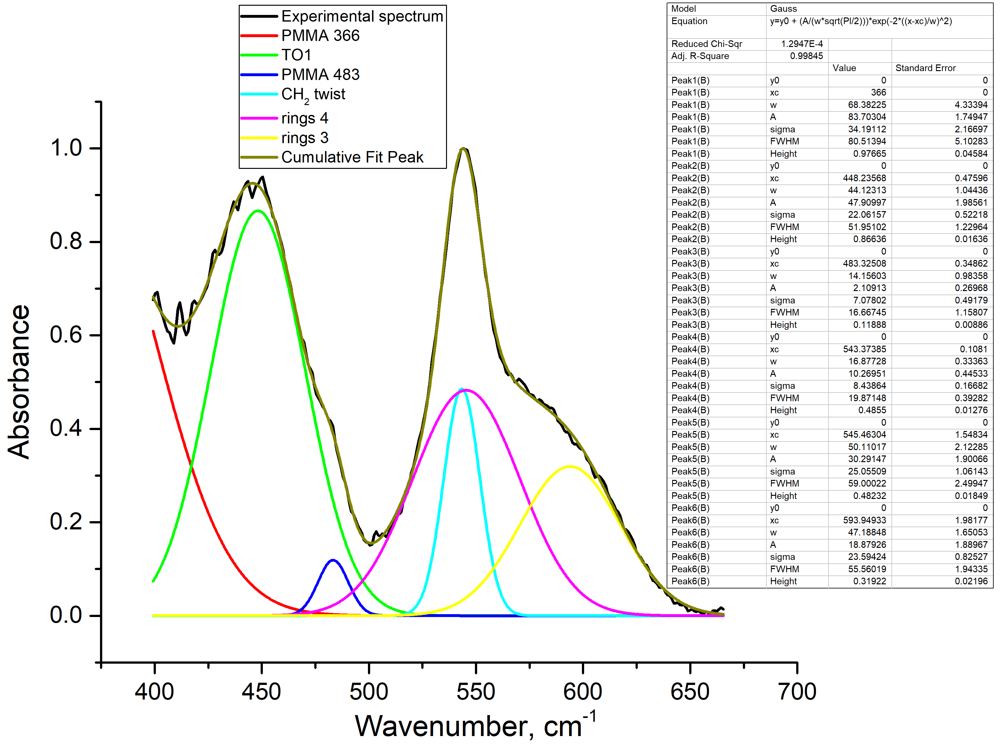 Experimental spectrum
PMMA 366
TO1
PMMA 483
CH2 twist
rings 4
rings 3
Cumulative Fit Peak
Model Gauss
Equation y=y0 + (A/(w*sqrt(PI/2)))*exp(-2*((x-xc)/w)^2)
Reduced Chi-Sqr 1.2947E-4
Adj. R-Square 0.99845
Value Standard Error
Peak1(B) y0 0 0
Peak1(B) xc 366 0
Peak1(B) w 68.38225 4.33394
Peak1(B) A 83.70304 1.74947
Peak1(B) sigma 34.19112 2.16697
Peak1(B) FWHM 80.51394 5.10283
Peak1(B) Height 0.97665 0.04584
Peak2(B) y0 0 0
Peak2(B) xc 448.23568 0.47596
Peak2(B) w 44.12313 1.04436
Peak2(B) A 47.90997 1.98561
Peak2(B) sigma 22.06157 0.52218
Peak2(B) FWHM 51.95102 1.22964
Peak2(B) Height 0.86636 0.01636
Peak3(B) y0 0 0
Peak3(B) xc 483.32508 0.34862
Peak3(B) w 14.15603 0.98358
Peak3(B) A 2.10913 0.26968
Peak3(B) sigma 7.07802 0.49179
Peak3(B) FWHM 16.66745 1.15807
Peak3(B) Height 0.11888 0.00886
Peak4(B) y0 0 0
Peak4(B) xc 543.37385 0.1081
Peak4(B) w 16.87728 0.33363
Peak4(B) A 10.26951 0.44533
Peak4(B) sigma 8.43864 0.16682
Peak4(B) FWHM 19.87148 0.39282
Peak4(B) Height 0.4855 0.01276
Peak5(B) y0 0 0
Peak5(B) xc 545.46304 1.54834
Peak5(B) w 50.11017 2.12285
Peak5(B) A 30.29147 1.90066
Peak5(B) sigma 25.05509 1.06143
Peak5(B) FWHM 59.00022 2.49947
Peak5(B) Height 0.48232 0.01849
Peak6(B) y0 0 0
Peak6(B) xc 593.94933 1.98177
Peak6(B) w 47.18848 1.65053
Peak6(B) A 18.87926 1.88967
Peak6(B) sigma 23.59424 0.82527
Peak6(B) FWHM 55.56019 1.94335
Peak6(B) Height 0.31922 0.02196
Absorbance
1.0
0.8
0.6
0.4
0.2
0.0
400 450 500 550 600 650 700
Wavenumber, cm-1